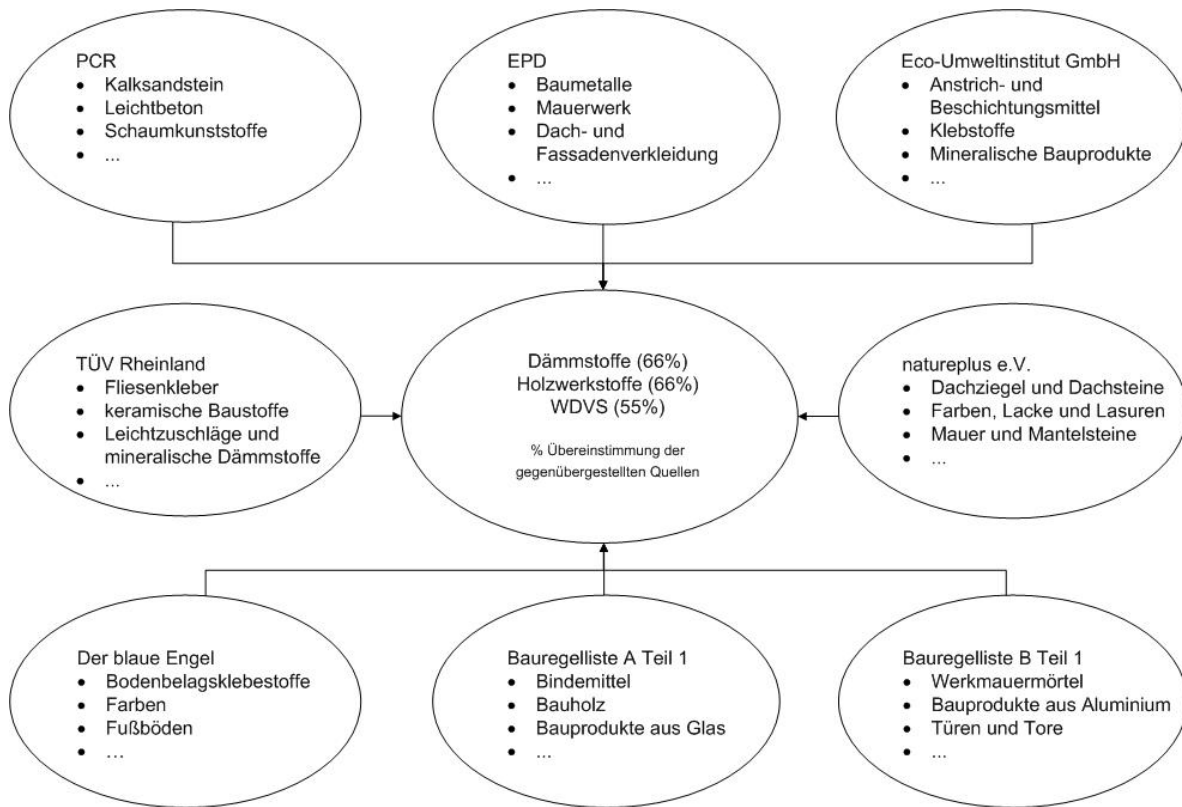 PCR
• Kalksandstein
• Leichtbeton
• Schaumkunststoffe
• ...
EPD
• Baumetalle
• Mauerwerk
• Dach- und
Fassadenverkleidung
• ...
Eco-Umweltinstitut GmbH
• Anstrich- und
Beschichtungsmittel
• Klebstoffe
• Mineralische Bauprodukte
• ...
TÜV Rheinland
• Fliesenkleber
• keramische Baustoffe
• Leichtzuschläge und
mineralische Dämmstoffe
• ...
Dämmstoffe (66%)
Holzwerkstoffe (66%)
WDVS (55%)
% Übereinstimmung der
gegenübergestellten Quellen
natureplus e.V.
• Dachziegel und Dachsteine
• Farben, Lacke und Lasuren
• Mauer und Mantelsteine
• ...
Der blaue Engel
• Bodenbelagsklebestoffe
• Farben
• Fußböden
• ...
Bauregelliste A Teil 1
• Bindemittel
• Bauholz
• Bauprodukte aus Glas
• ...
Bauregelliste B Teil 1
• Werkmauermörtel
• Bauprodukte aus Aluminium
• Türen und Tore
• ...